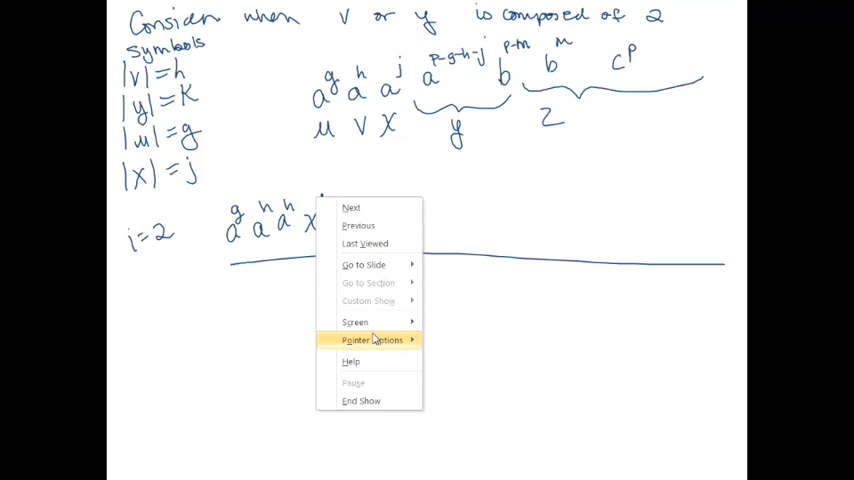 Consider when v or y is composed of 2
symbols
|v|=h
|y|=k
|u|=g
|x|=j
a^g a^h a^j a^p-g-h-j b^p-m b^m c^p
u v x y z
i=2 a^g a^h a^h x
Next
Previous
Last Viewed
Go to Slide
Go to Section
Custom Show
Screen
Pointer Options
Help
Pause
End Show